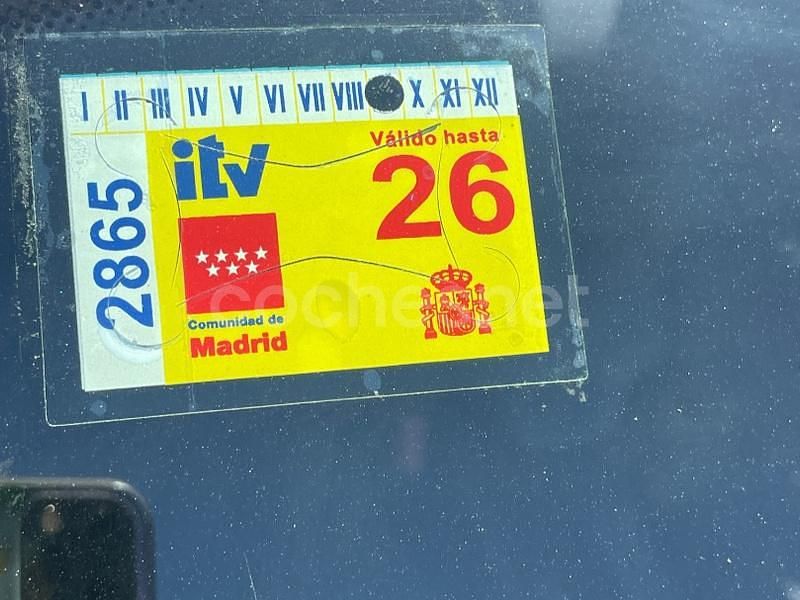 I II III IV V VI VII VIII X XI XII
itv
Válido hasta
26
2865
Comunidad de
Madrid
coches.net